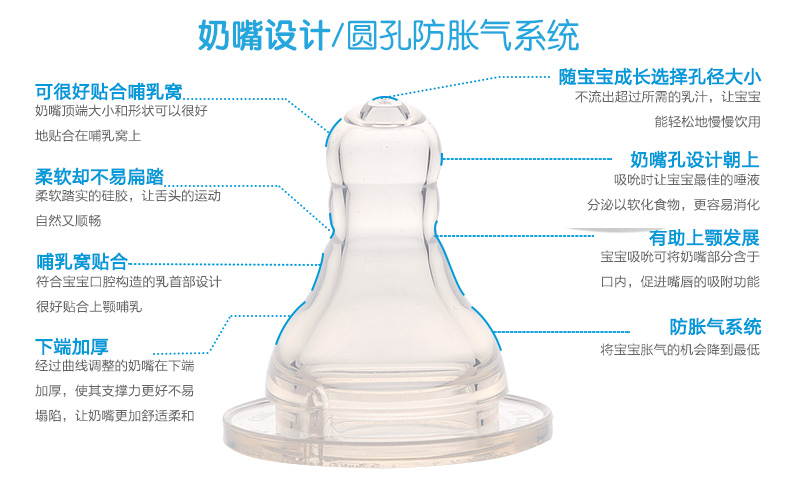 奶嘴设计/圆孔防胀气系统
可很好贴合哺乳窝
奶嘴顶端大小和形状可以很好
地贴合在哺乳窝上
柔软却不易扁踏
柔软踏实的硅胶，让舌头的运动
自然又顺畅
哺乳窝贴合
符合宝宝口腔构造的乳首部设计
很好贴合上颚哺乳
下端加厚
经过曲线调整的奶嘴在下端
加厚，使其支撑力更好不易
塌陷，让奶嘴更加舒适柔和
随宝宝成长选择孔径大小
不流出超过所需的乳汁，让宝宝
能轻松地慢慢饮用
奶嘴孔设计朝上
吸吮时让宝宝最佳的唾液
分泌以软化食物，更容易消化
有助上颚发展
宝宝吸吮可将奶嘴部分含于
口内，促进嘴唇的吸附功能
防胀气系统
将宝宝胀气的机会降到最低